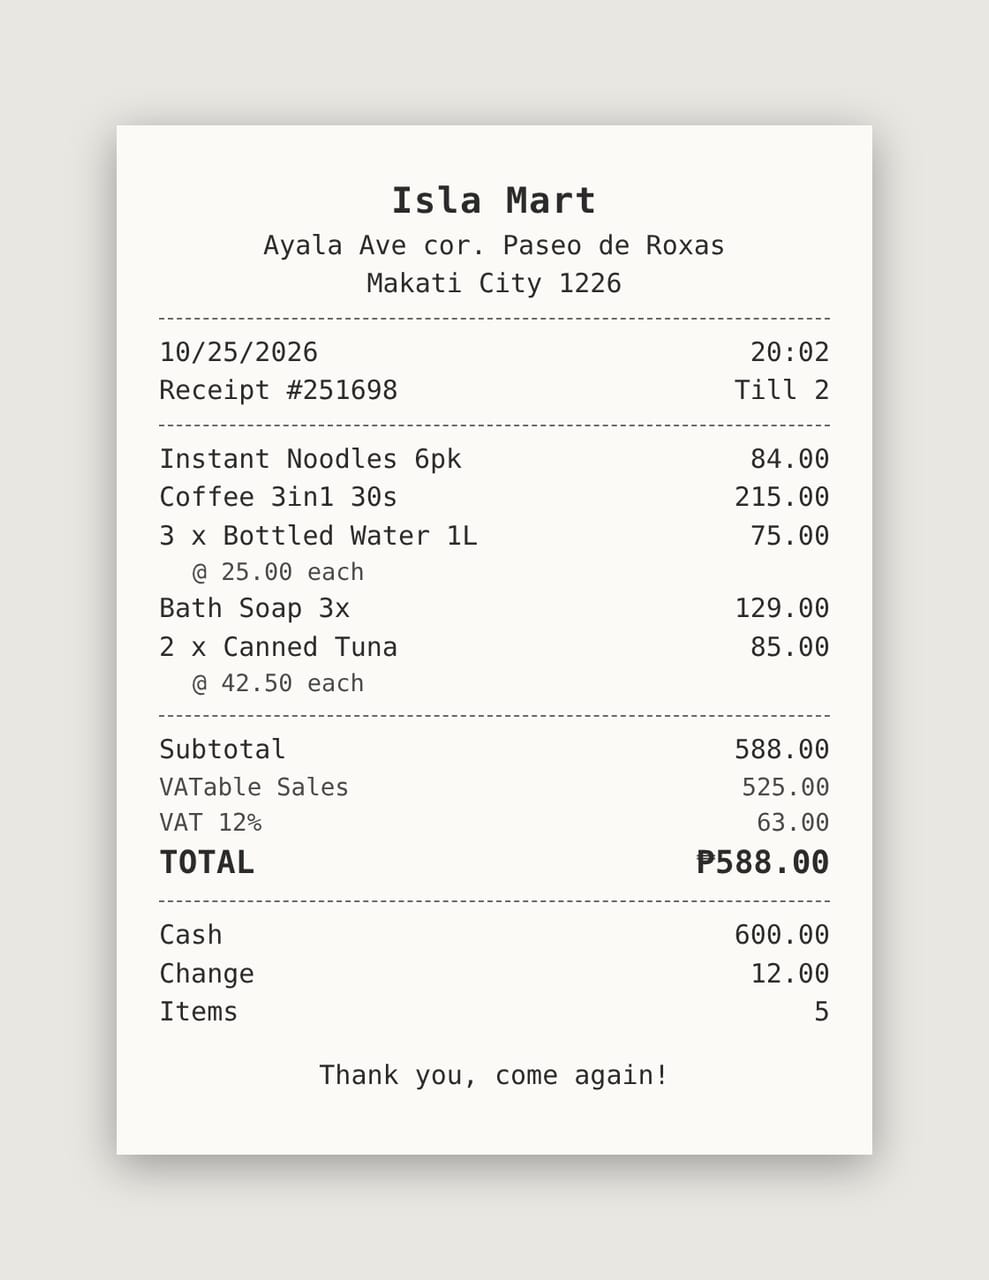 Isla Mart
Ayala Ave cor. Paseo de Roxas
Makati City 1226
10/25/2026 20:02
Receipt #251698 Till 2
Instant Noodles 6pk 84.00
Coffee 3in1 30s 215.00
3 x Bottled Water 1L 75.00
@ 25.00 each
Bath Soap 3x 129.00
2 x Canned Tuna 85.00
@ 42.50 each
Subtotal 588.00
VATable Sales 525.00
VAT 12% 63.00
TOTAL ₱588.00
Cash 600.00
Change 12.00
Items 5
Thank you, come again!